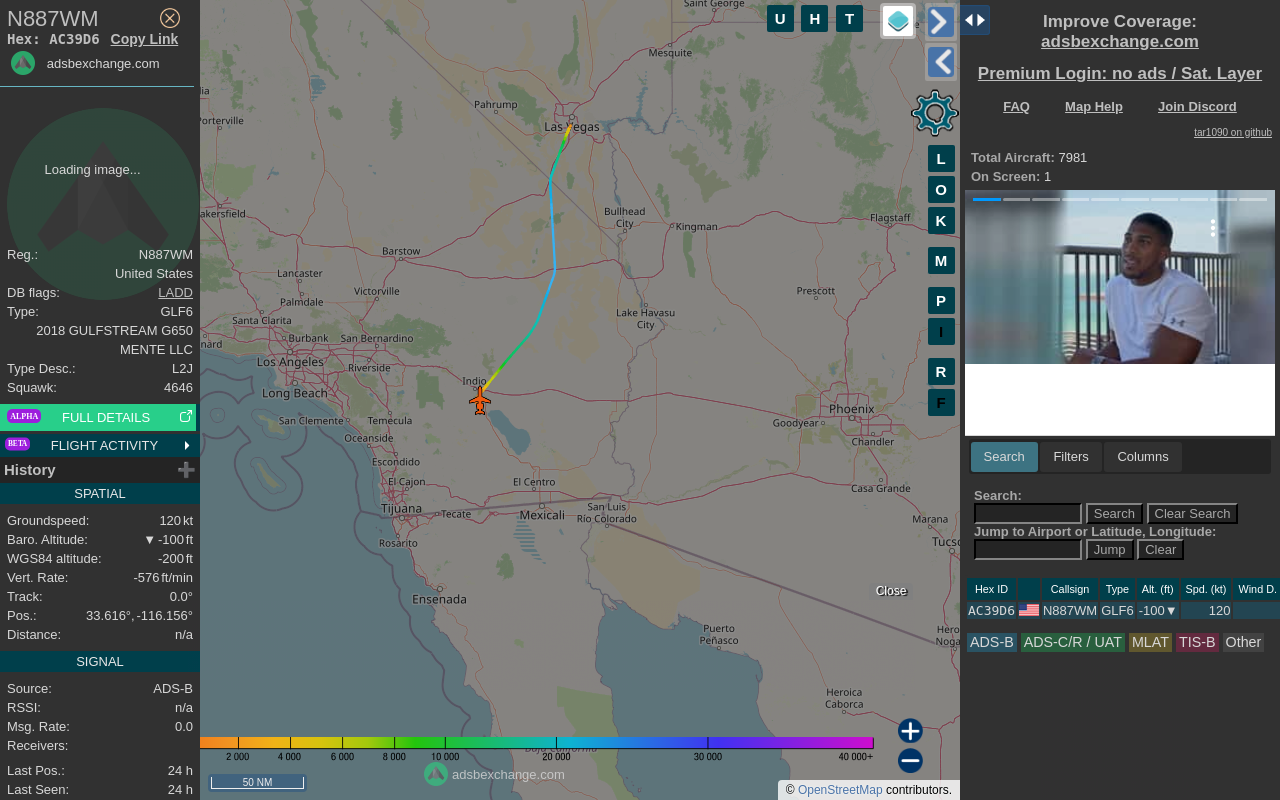 N887WM
Hex: AC39D6 Copy Link
adsbexchange.com
Loading image...
Reg.: N887WM
United States
DB flags: LADD
Type: GLF6
2018 GULFSTREAM G650
MENTE LLC
Type Desc.: L2J
Squawk: 4646
ALPHA FULL DETAILS
BETA FLIGHT ACTIVITY
History
SPATIAL
Groundspeed: 120 kt
Baro. Altitude: ▼ -100 ft
WGS84 altitude: -200 ft
Vert. Rate: -576 ft/min
Track: 0.0°
Pos.: 33.616°, -116.156°
Distance: n/a
SIGNAL
Source: ADS-B
RSSI: n/a
Msg. Rate: 0.0
Receivers:
Last Pos.: 24 h
Last Seen: 24 h
Saint George
U H T
Mesquite
Pahrump
Porterville
Las Vegas
Bullhead
City
Kingman
Flagstaff
akersfield
Barstow
Lancaster
Victorville
Palmdale
Prescott
Lake Havasu
City
Santa Clarita
Burbank
San Bernardino
nard
Los Angeles
Riverside
Indio
Long Beach
San Clemente
Temecula
Phoenix
Goodyear
Chandler
Oceanside
Escondido
El Cajon
El Centro
Casa Grande
Tijuana
Tecate
Mexicali
San Luis
Río Colorado
Marana
Rosarito
Tucso
Ensenada
Close
Puerto
Peñasco
Hero
Noga
Heroica
Caborca
Baja California
L
O
K
M
P
I
R
F
2 000 4 000 6 000 8 000 10 000 20 000 30 000 40 000+
adsbexchange.com
50 NM
© OpenStreetMap contributors.
Improve Coverage:
adsbexchange.com
Premium Login: no ads / Sat. Layer
FAQ Map Help Join Discord
tar1090 on github
Total Aircraft: 7981
On Screen: 1
Search Filters Columns
Search:
Search Clear Search
Jump to Airport or Latitude, Longitude:
Jump Clear
Hex ID Callsign Type Alt. (ft) Spd. (kt) Wind D.
AC39D6 N887WM GLF6 -100▼ 120
ADS-B ADS-C/R / UAT MLAT TIS-B Other